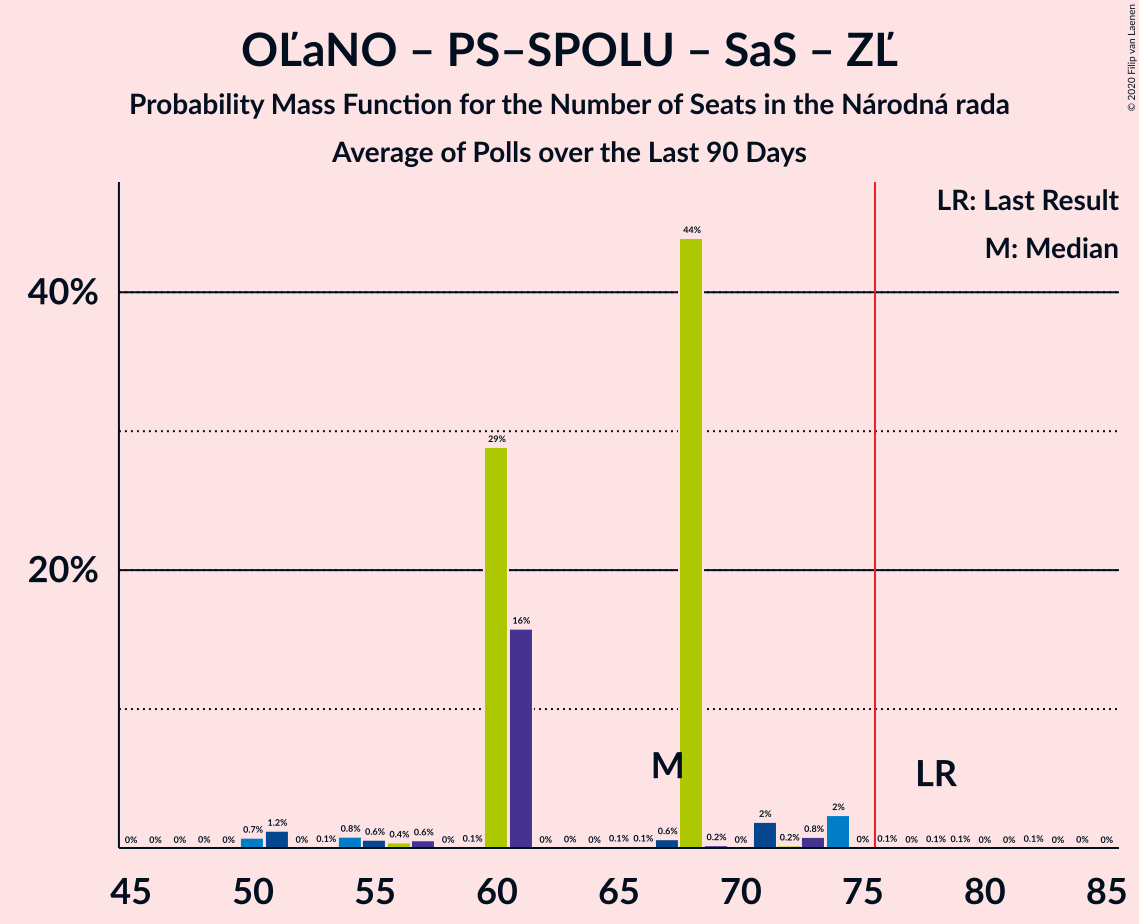 OĽaNO – PS–SPOLU – SaS – ZĽ
Probability Mass Function for the Number of Seats in the Národná rada
Average of Polls over the Last 90 Days
© 2020 Filip van Laenen
LR: Last Result
M: Median
40%
20%
0% 0% 0% 0% 0% 0.7% 1.2% 0% 0.1% 0.8% 0.6% 0.4% 0.6% 0% 0.1% 29% 16% 0% 0% 0% 0.1% 0.1% 0.6% 44% 0.2% 0% 2% 0.2% 0.8% 2% 0% 0.1% 0% 0.1% 0.1% 0% 0% 0.1% 0% 0% 0%
M
LR
45 50 55 60 65 70 75 80 85